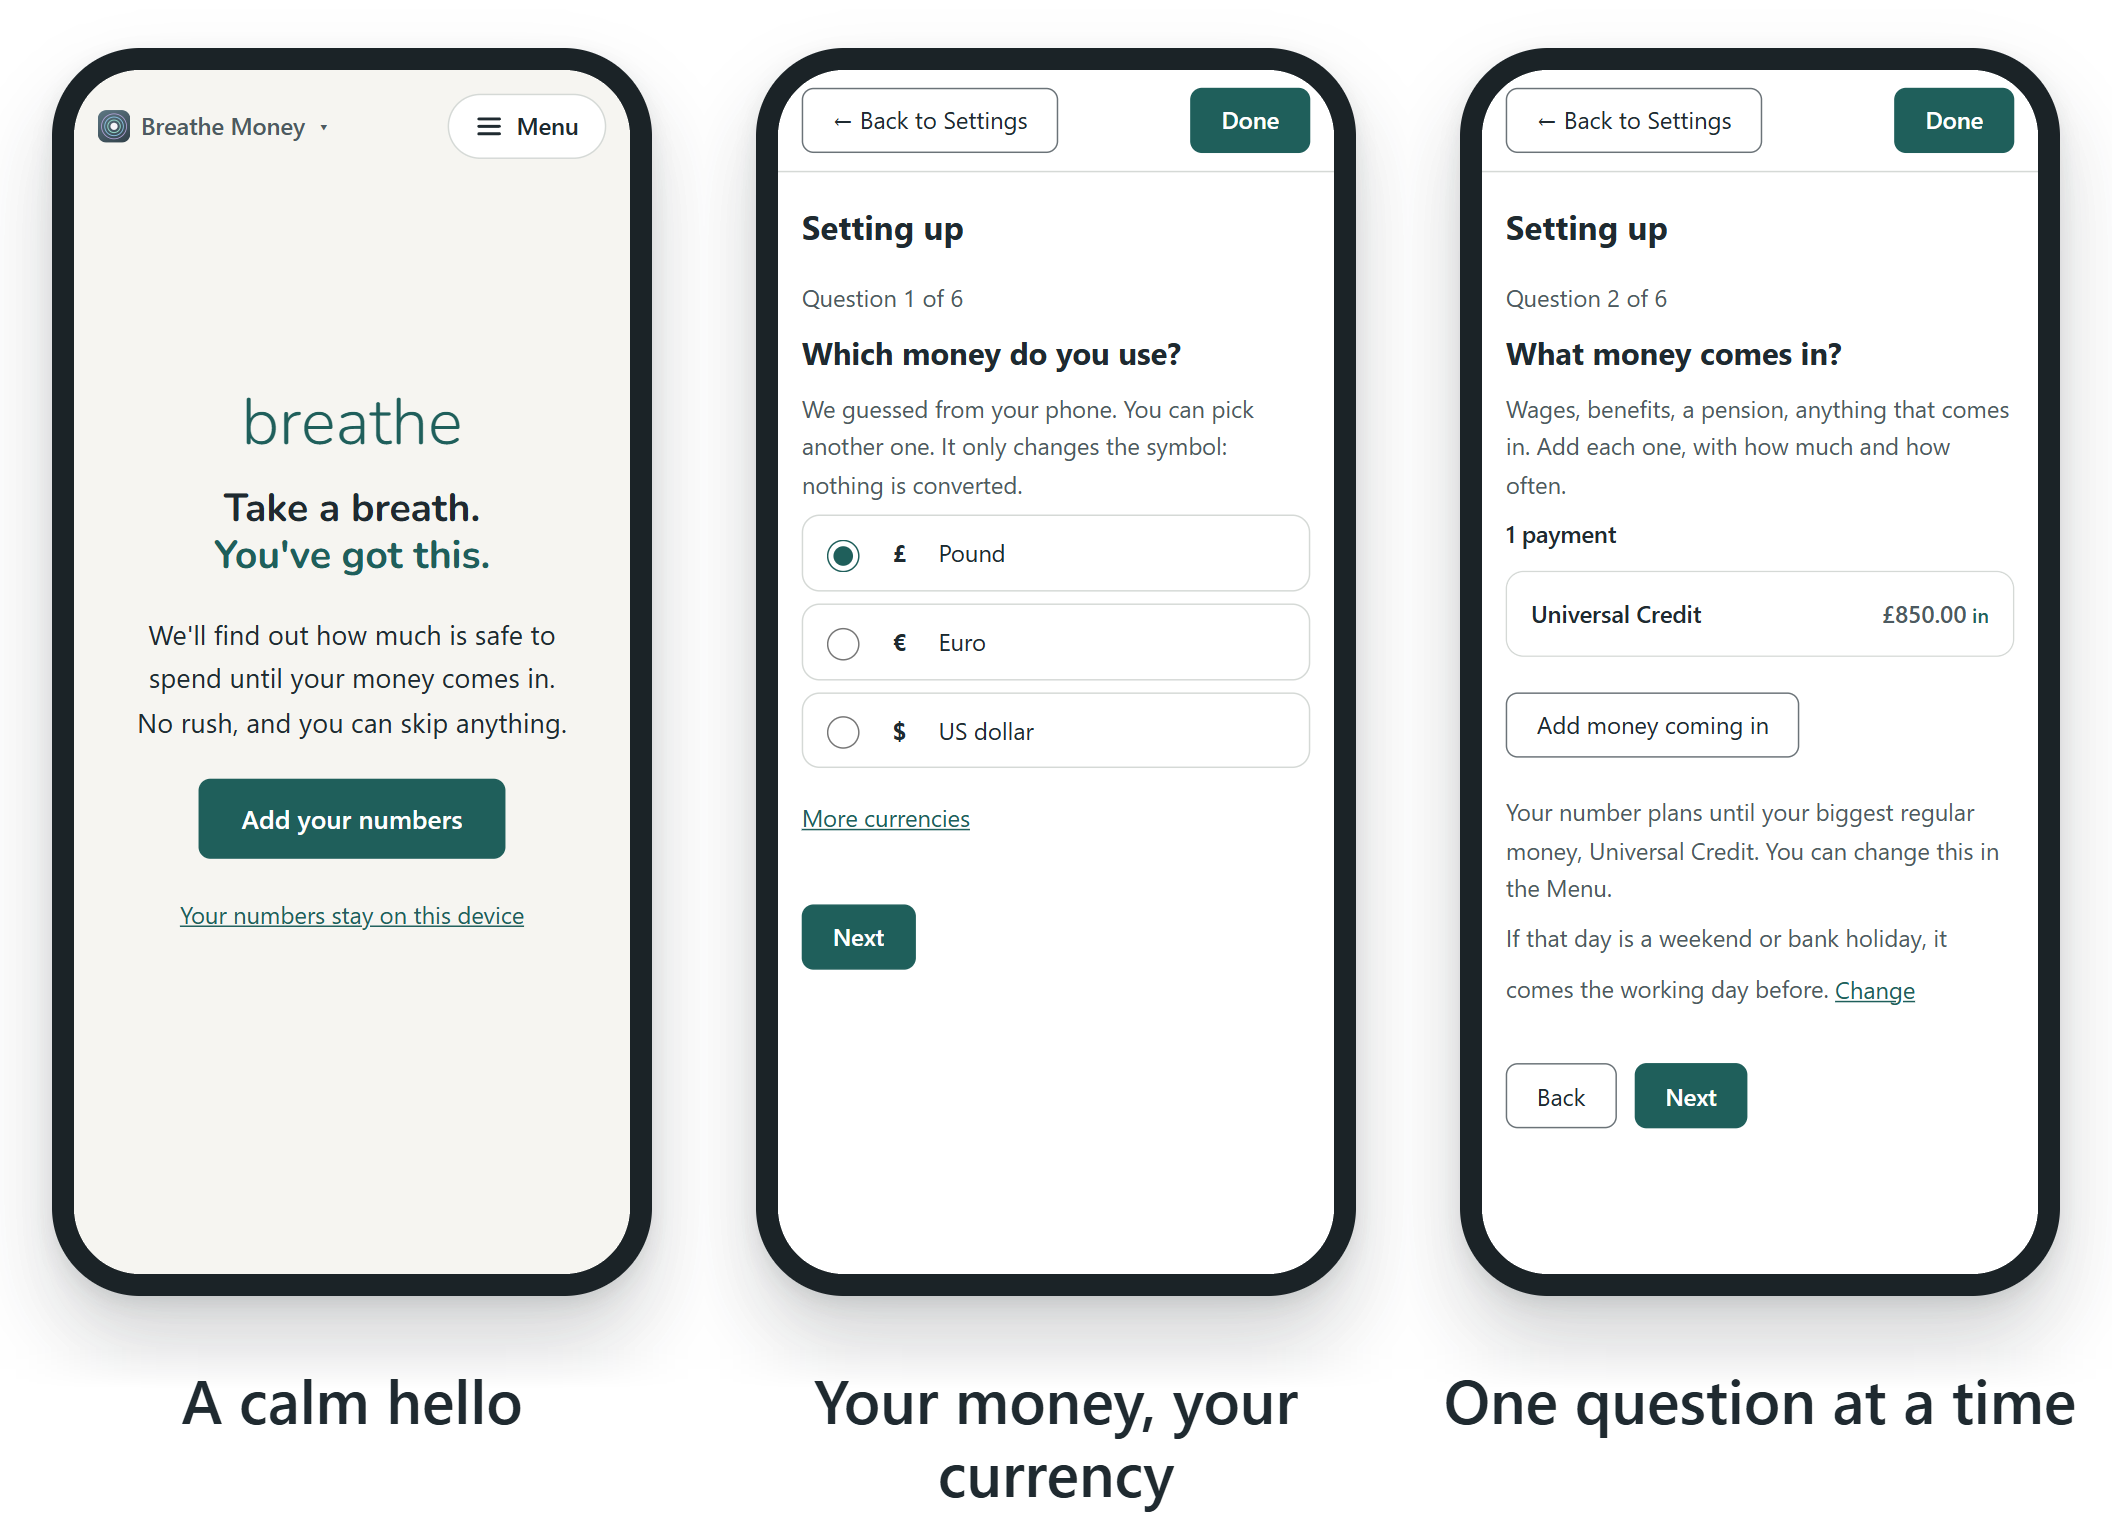 Breathe Money ▾
Menu
breathe
Take a breath.
You've got this.
We'll find out how much is safe to
spend until your money comes in.
No rush, and you can skip anything.
Add your numbers
Your numbers stay on this device
A calm hello
← Back to Settings
Done
Setting up
Question 1 of 6
Which money do you use?
We guessed from your phone. You can pick
another one. It only changes the symbol:
nothing is converted.
£ Pound
€ Euro
$ US dollar
More currencies
Next
Your money, your
currency
← Back to Settings
Done
Setting up
Question 2 of 6
What money comes in?
Wages, benefits, a pension, anything that comes
in. Add each one, with how much and how
often.
1 payment
Universal Credit £850.00 in
Add money coming in
Your number plans until your biggest regular
money, Universal Credit. You can change this in
the Menu.
If that day is a weekend or bank holiday, it
comes the working day before. Change
Back
Next
One question at a time